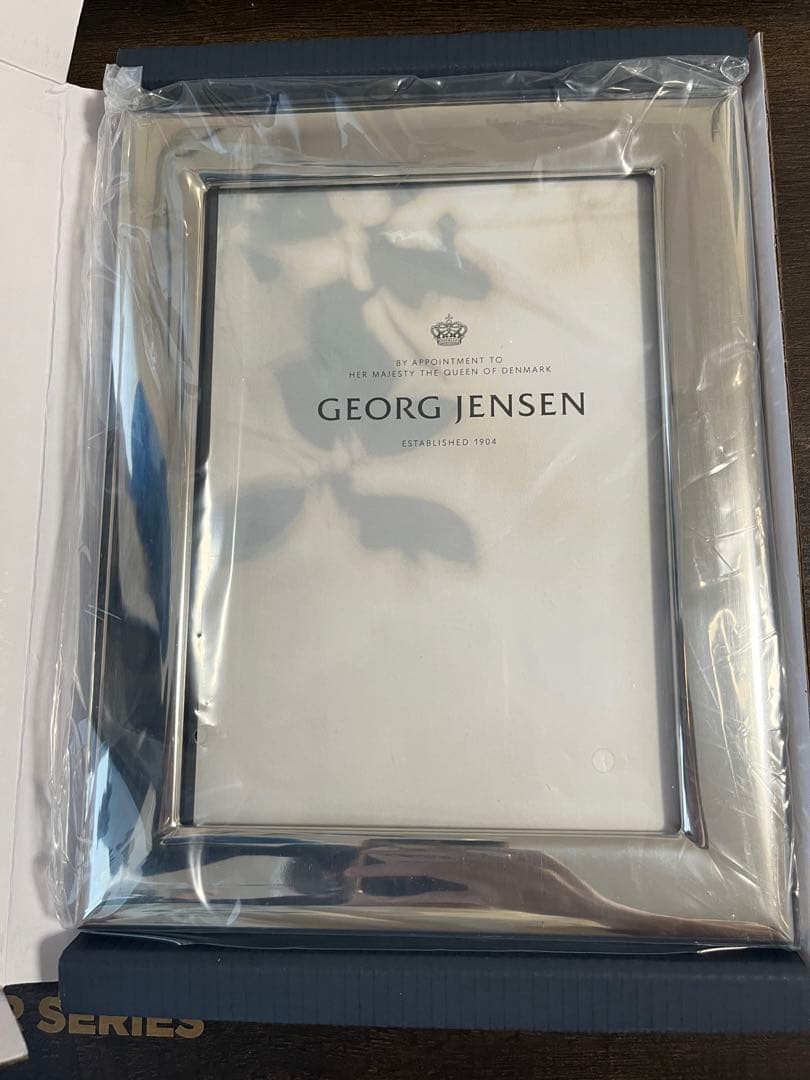 BY APPOINTMENT TO
HER MAJESTY THE QUEEN OF DENMARK
GEORG JENSEN
ESTABLISHED 1904
SERIES